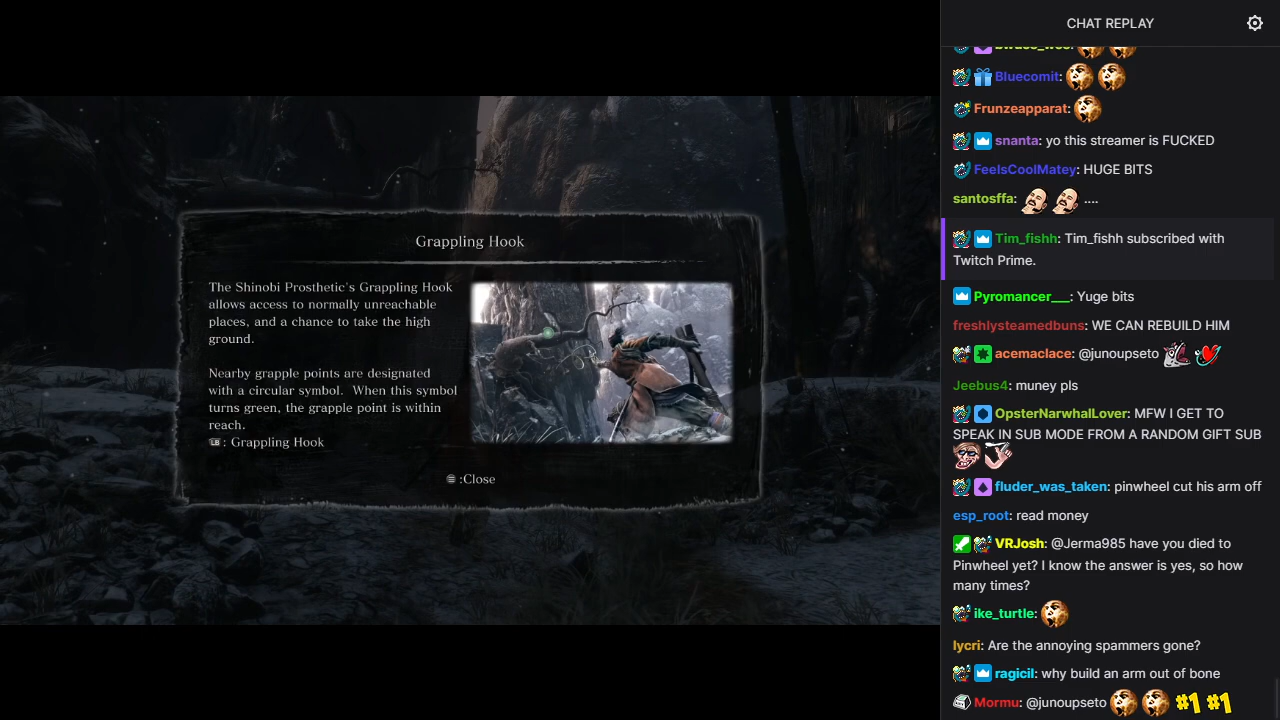 Grappling Hook
The Shinobi Prosthetic's Grappling Hook
allows access to normally unreachable
places, and a chance to take the high
ground.
Nearby grapple points are designated
with a circular symbol. When this symbol
turns green, the grapple point is within
reach.
LB : Grappling Hook
:Close
CHAT REPLAY
Bluecomit:
Frunzeapparat:
snanta: yo this streamer is FUCKED
FeelsCoolMatey: HUGE BITS
santosffa: ....
Tim_fishh: Tim_fishh subscribed with
Twitch Prime.
Pyromancer___: Yuge bits
freshlysteamedbuns: WE CAN REBUILD HIM
acemaclace: @junoupseto
Jeebus4: muney pls
OpsterNarwhalLover: MFW I GET TO
SPEAK IN SUB MODE FROM A RANDOM GIFT SUB
fluder_was_taken: pinwheel cut his arm off
esp_root: read money
VRJosh: @Jerma985 have you died to
Pinwheel yet? I know the answer is yes, so how
many times?
ike_turtle:
lycri: Are the annoying spammers gone?
ragicil: why build an arm out of bone
Mormu: @junoupseto #1 #1